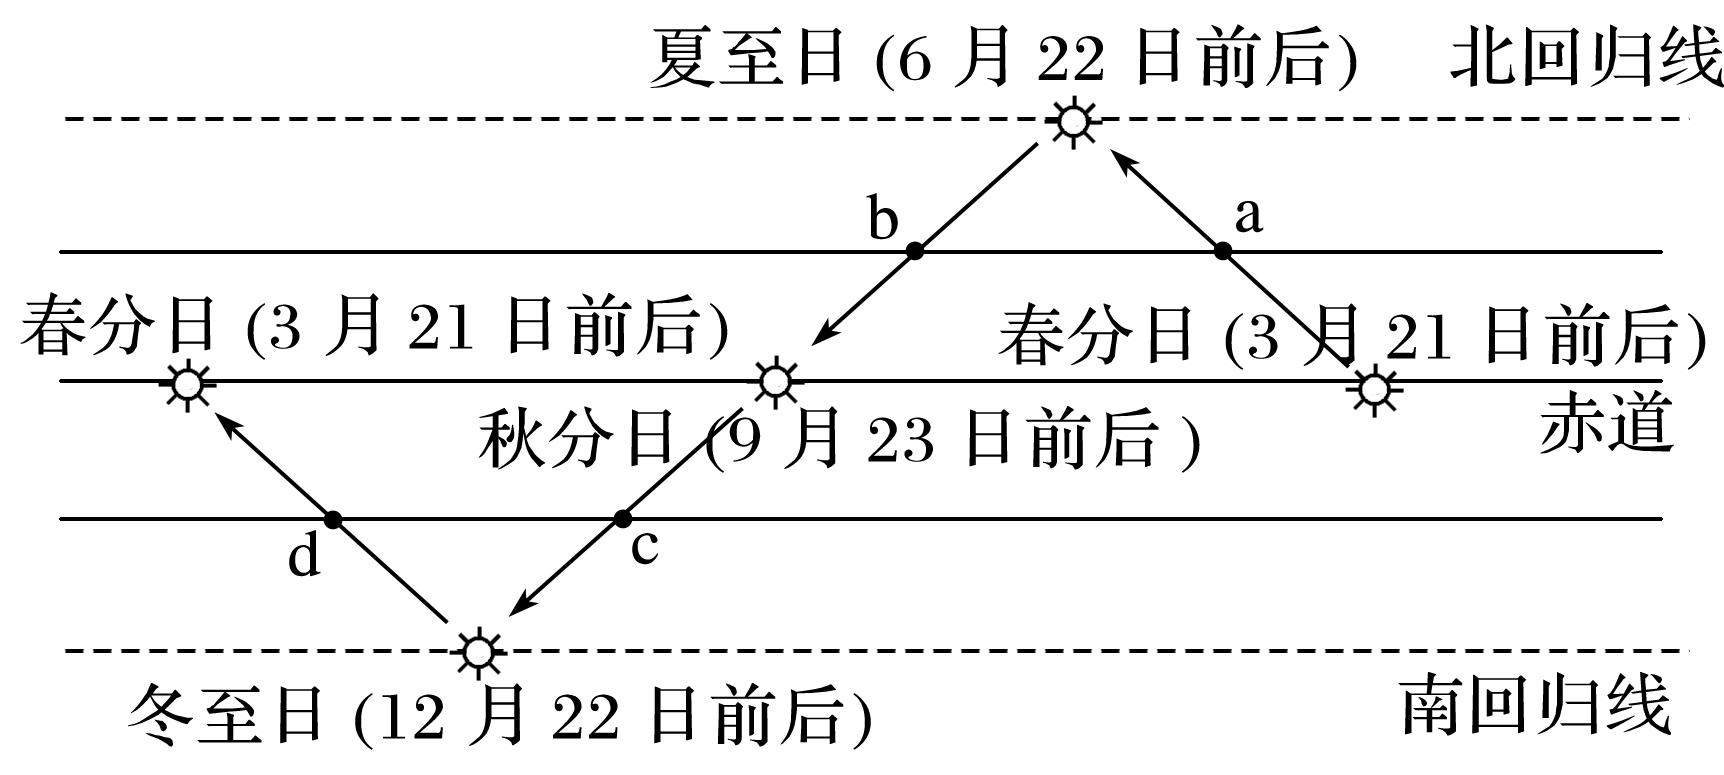 夏至日 (6 月 22 日前后) 北回归线
b
a
春分日 (3 月 21 日前后)
春分日 (3 月 21 日前后)
赤道
秋分日 (9 月 23 日前后 )
d
c
冬至日 (12 月 22 日前后)
南回归线